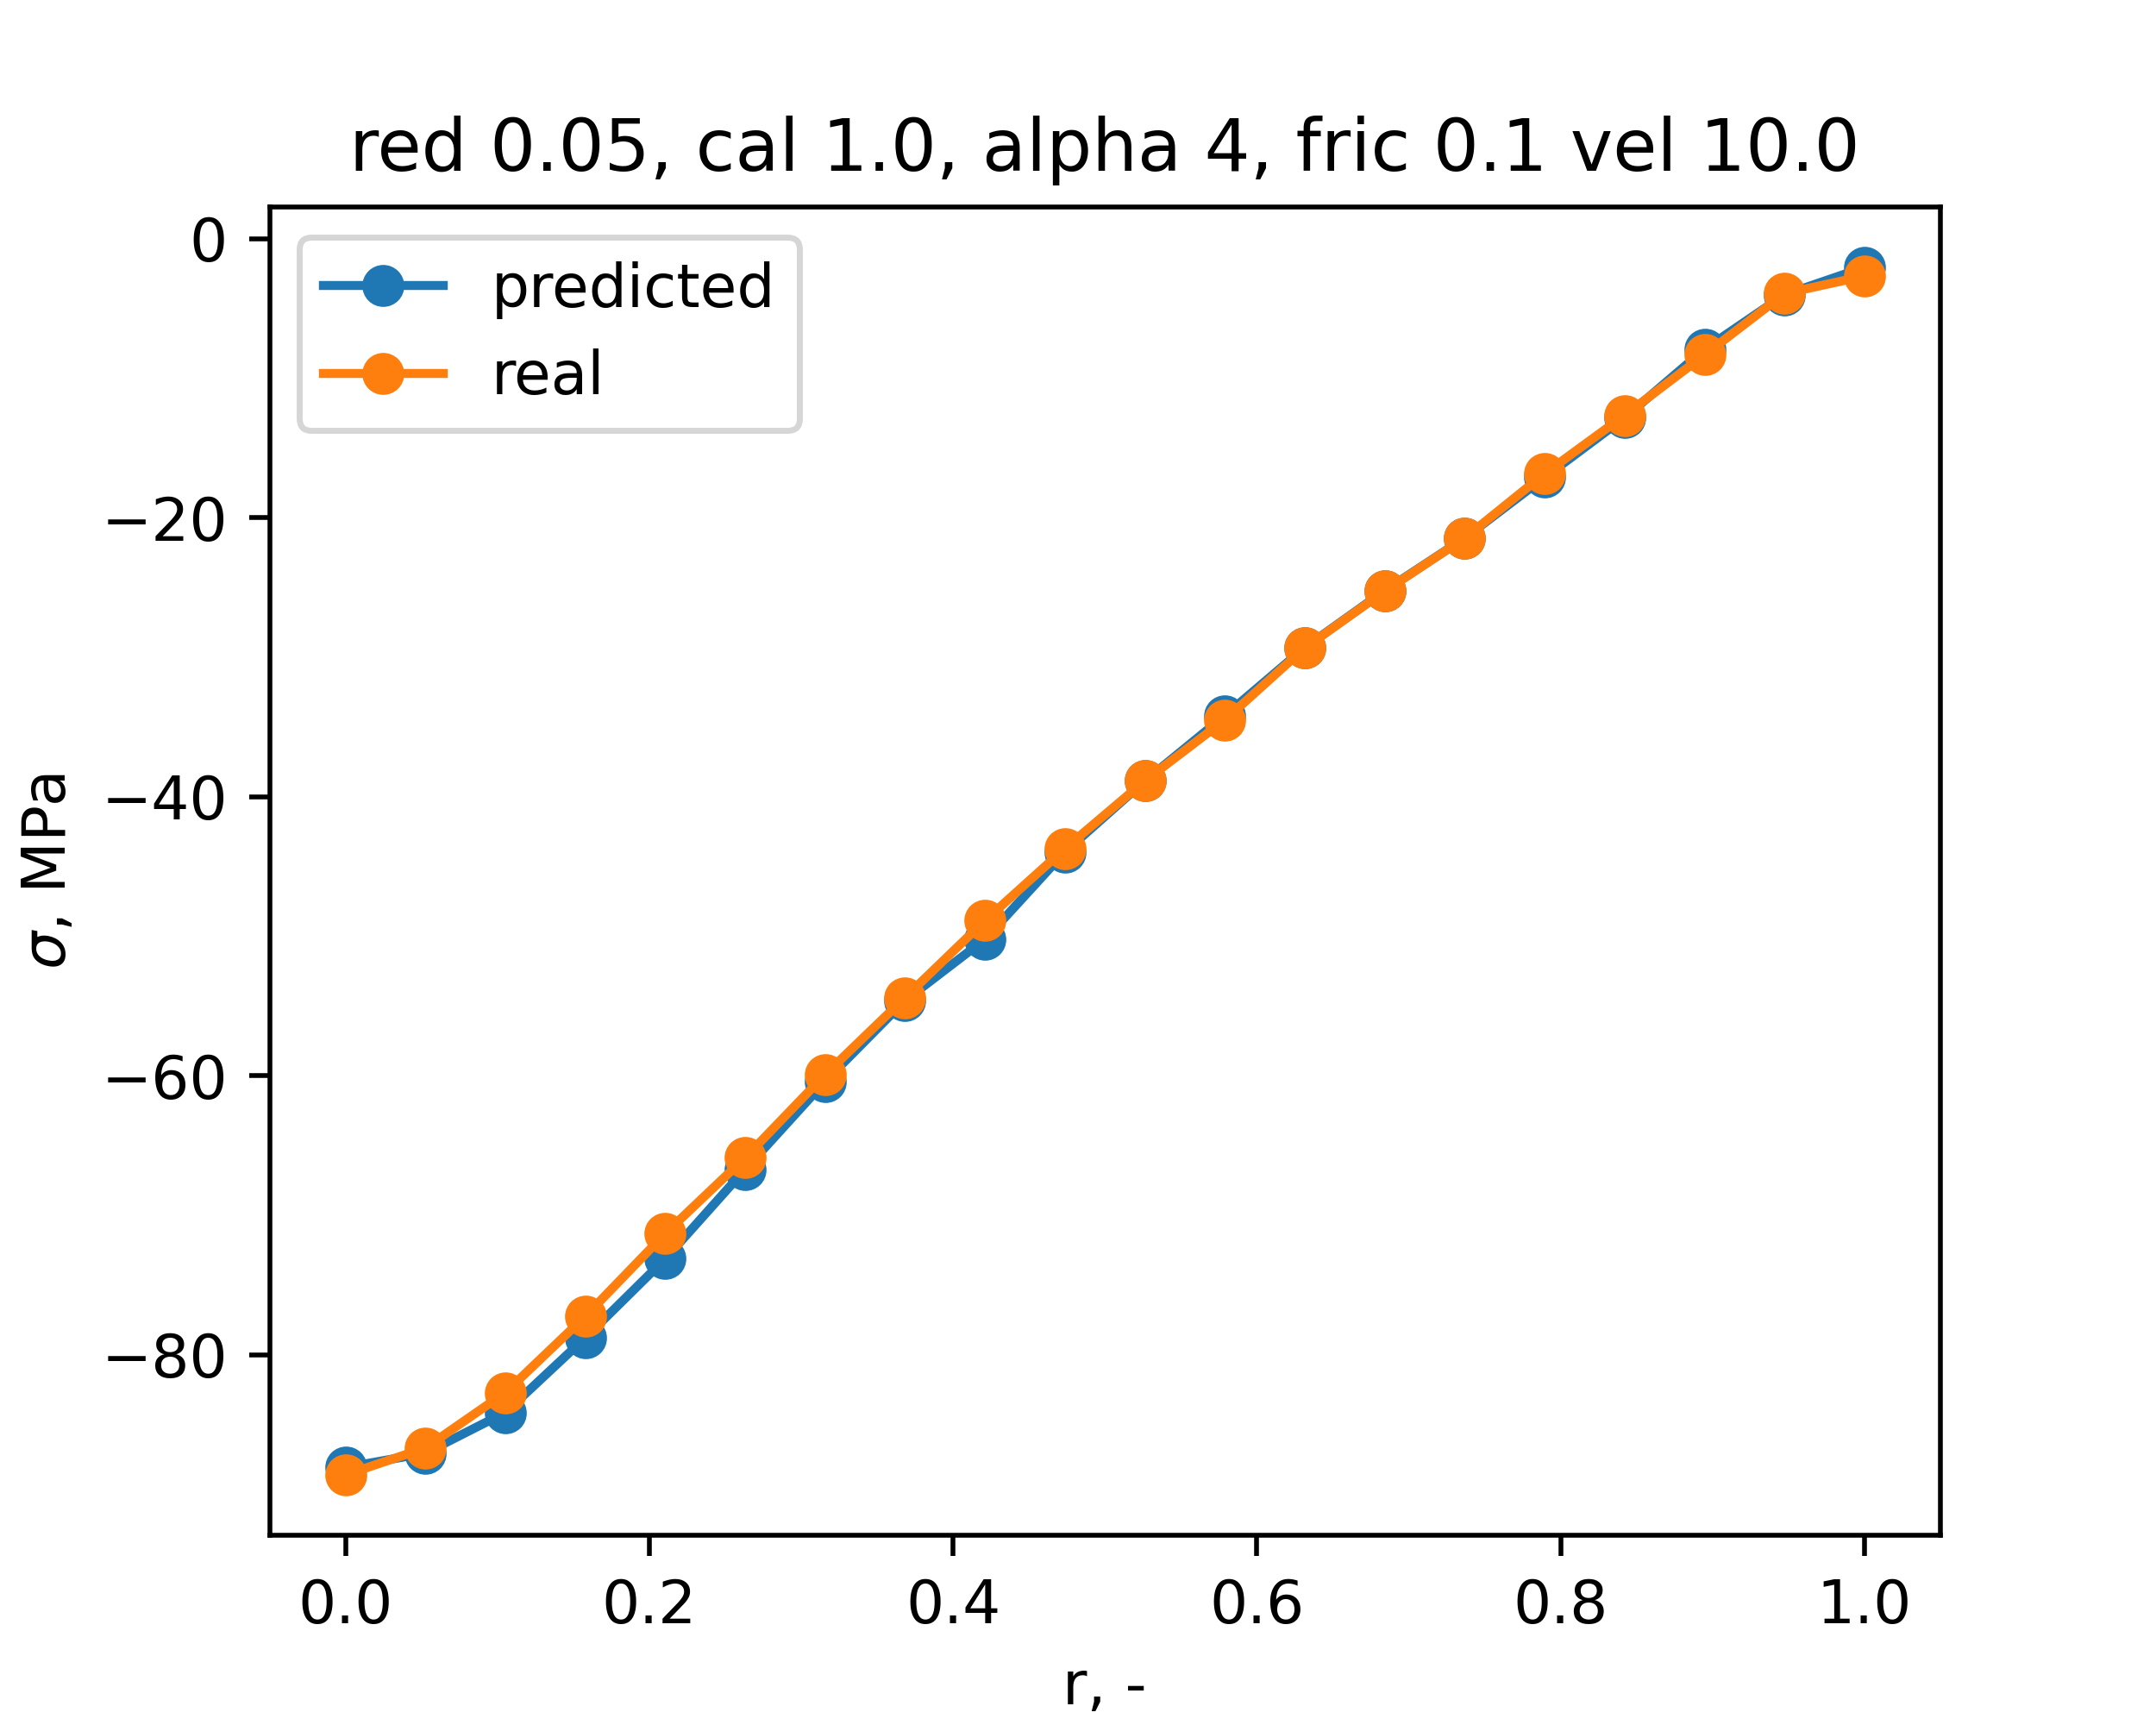 red 0.05, cal 1.0, alpha 4, fric 0.1 vel 10.0
predicted
real
0
−20
−40
−60
−80
σ, MPa
0.0 0.2 0.4 0.6 0.8 1.0
r, -